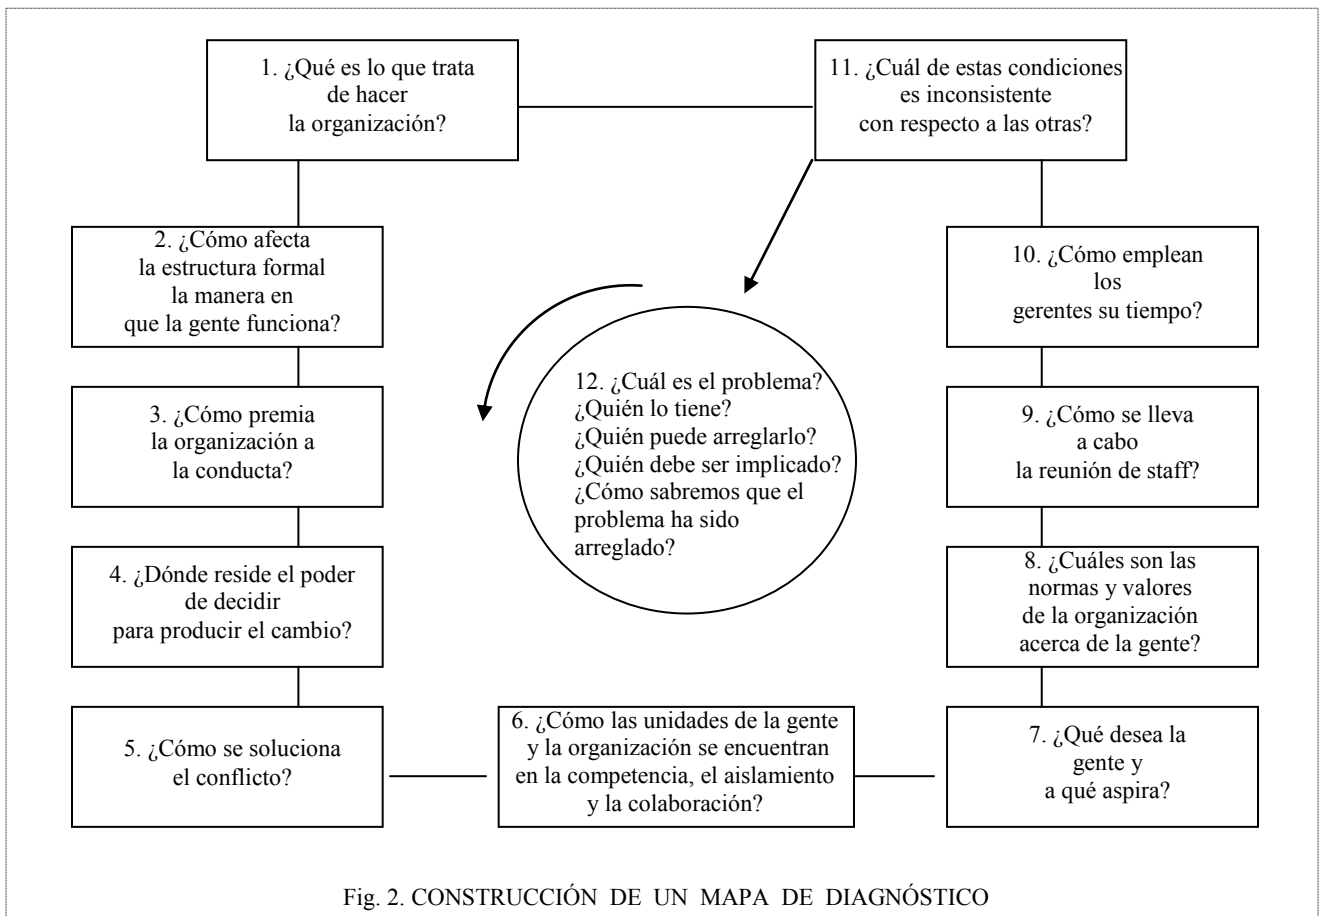 1. ¿Qué es lo que trata
de hacer
la organización?
11. ¿Cuál de estas condiciones
es inconsistente
con respecto a las otras?
2. ¿Cómo afecta
la estructura formal
la manera en
que la gente funciona?
10. ¿Cómo emplean
los
gerentes su tiempo?
12. ¿Cuál es el problema?
¿Quién lo tiene?
¿Quién puede arreglarlo?
¿Quién debe ser implicado?
¿Cómo sabremos que el
problema ha sido
arreglado?
3. ¿Cómo premia
la organización a
la conducta?
9. ¿Cómo se lleva
a cabo
la reunión de staff?
4. ¿Dónde reside el poder
de decidir
para producir el cambio?
8. ¿Cuáles son las
normas y valores
de la organización
acerca de la gente?
5. ¿Cómo se soluciona
el conflicto?
6. ¿Cómo las unidades de la gente
y la organización se encuentran
en la competencia, el aislamiento
y la colaboración?
7. ¿Qué desea la
gente y
a qué aspira?
Fig. 2. CONSTRUCCIÓN DE UN MAPA DE DIAGNÓSTICO